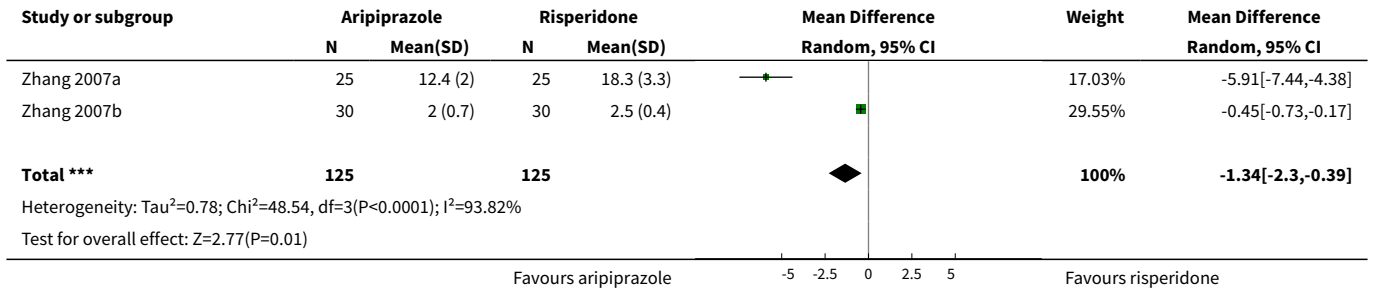 Study or subgroup Aripiprazole Risperidone Mean Difference Weight Mean Difference
N Mean(SD) N Mean(SD) Random, 95% CI Random, 95% CI
Zhang 2007a 25 12.4 (2) 25 18.3 (3.3) 17.03% -5.91[-7.44,-4.38]
Zhang 2007b 30 2 (0.7) 30 2.5 (0.4) 29.55% -0.45[-0.73,-0.17]
Total *** 125 125 100% -1.34[-2.3,-0.39]
Heterogeneity: Tau²=0.78; Chi²=48.54, df=3(P<0.0001); I²=93.82%
Test for overall effect: Z=2.77(P=0.01)
Favours aripiprazole -5 -2.5 0 2.5 5 Favours risperidone